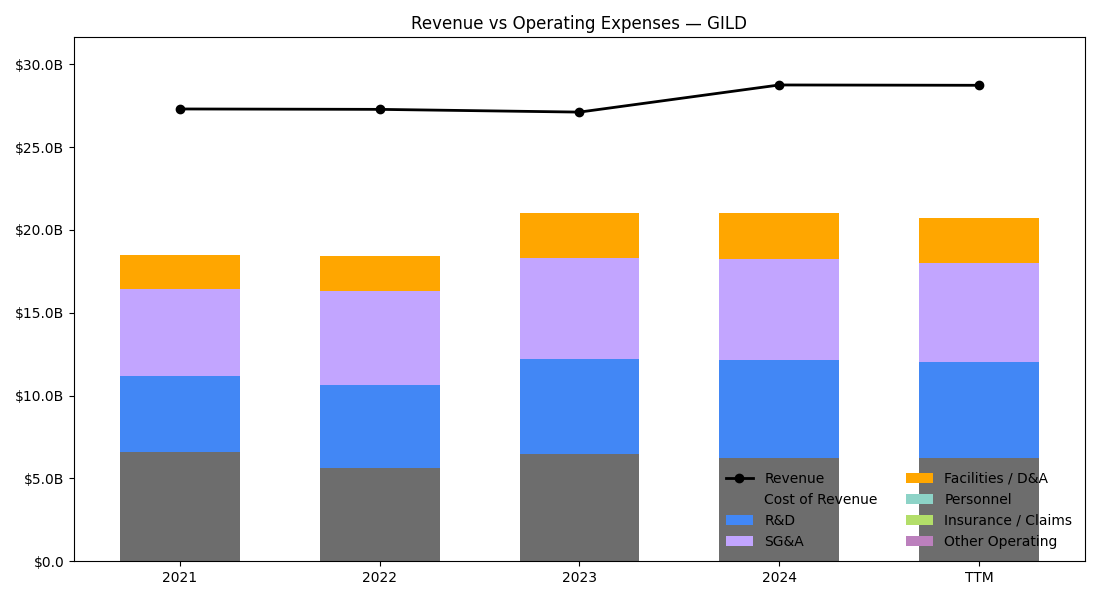 Revenue vs Operating Expenses — GILD
$30.0B
$25.0B
$20.0B
$15.0B
$10.0B
$5.0B
$0.0
2021
2022
2023
2024
TTM
Revenue
Cost of Revenue
R&D
SG&A
Facilities / D&A
Personnel
Insurance / Claims
Other Operating